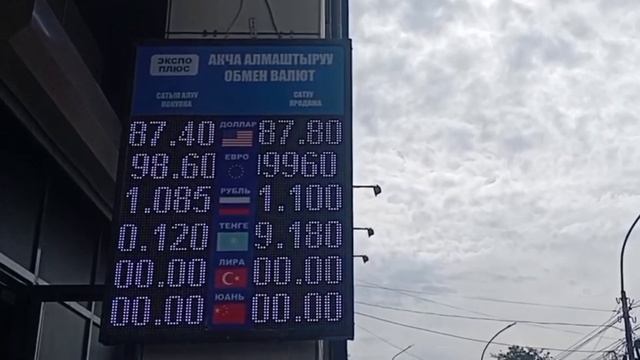 ЭКСПО
ПЛЮС
АКЧА АЛМАШТЫРУУ
ОБМЕН ВАЛЮТ
САТЫП АЛУУ
ПОКУПКА
САТУУ
ПРОДАЖА
87.40 ДОЛЛАР 87.80
98.60 ЕВРО 9960
1.085 РУБЛЬ 1.100
0.120 ТЕНГЕ 9.180
00.00 ЛИРА 00.00
00.00 ЮАНЬ 00.00